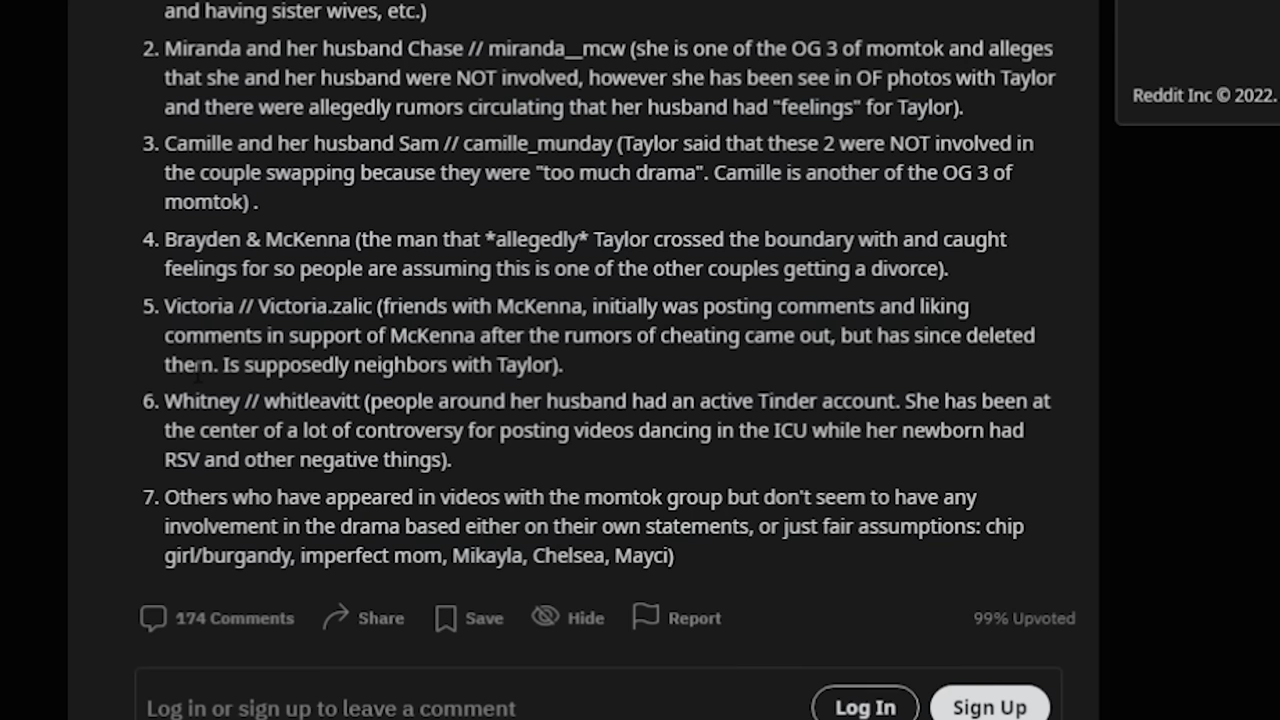 and having sister wives, etc.)
2. Miranda and her husband Chase // miranda__mcw (she is one of the OG 3 of momtok and alleges
that she and her husband were NOT involved, however she has been see in OF photos with Taylor
and there were allegedly rumors circulating that her husband had "feelings" for Taylor).
3. Camille and her husband Sam // camille_munday (Taylor said that these 2 were NOT involved in
the couple swapping because they were "too much drama". Camille is another of the OG 3 of
momtok) .
4. Brayden & McKenna (the man that *allegedly* Taylor crossed the boundary with and caught
feelings for so people are assuming this is one of the other couples getting a divorce).
5. Victoria // Victoria.zalic (friends with McKenna, initially was posting comments and liking
comments in support of McKenna after the rumors of cheating came out, but has since deleted
them. Is supposedly neighbors with Taylor).
6. Whitney // whitleavitt (people around her husband had an active Tinder account. She has been at
the center of a lot of controversy for posting videos dancing in the ICU while her newborn had
RSV and other negative things).
7. Others who have appeared in videos with the momtok group but don't seem to have any
involvement in the drama based either on their own statements, or just fair assumptions: chip
girl/burgandy, imperfect mom, Mikayla, Chelsea, Mayci)
174 Comments Share Save Hide Report 99% Upvoted
Log in or sign up to leave a comment Log In Sign Up
Reddit Inc © 2022.